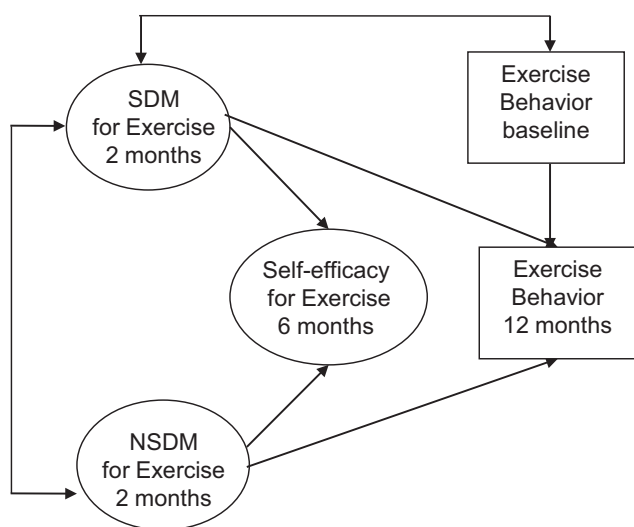 SDM
for Exercise
2 months
Exercise
Behavior
baseline
Self-efficacy
for Exercise
6 months
Exercise
Behavior
12 months
NSDM
for Exercise
2 months